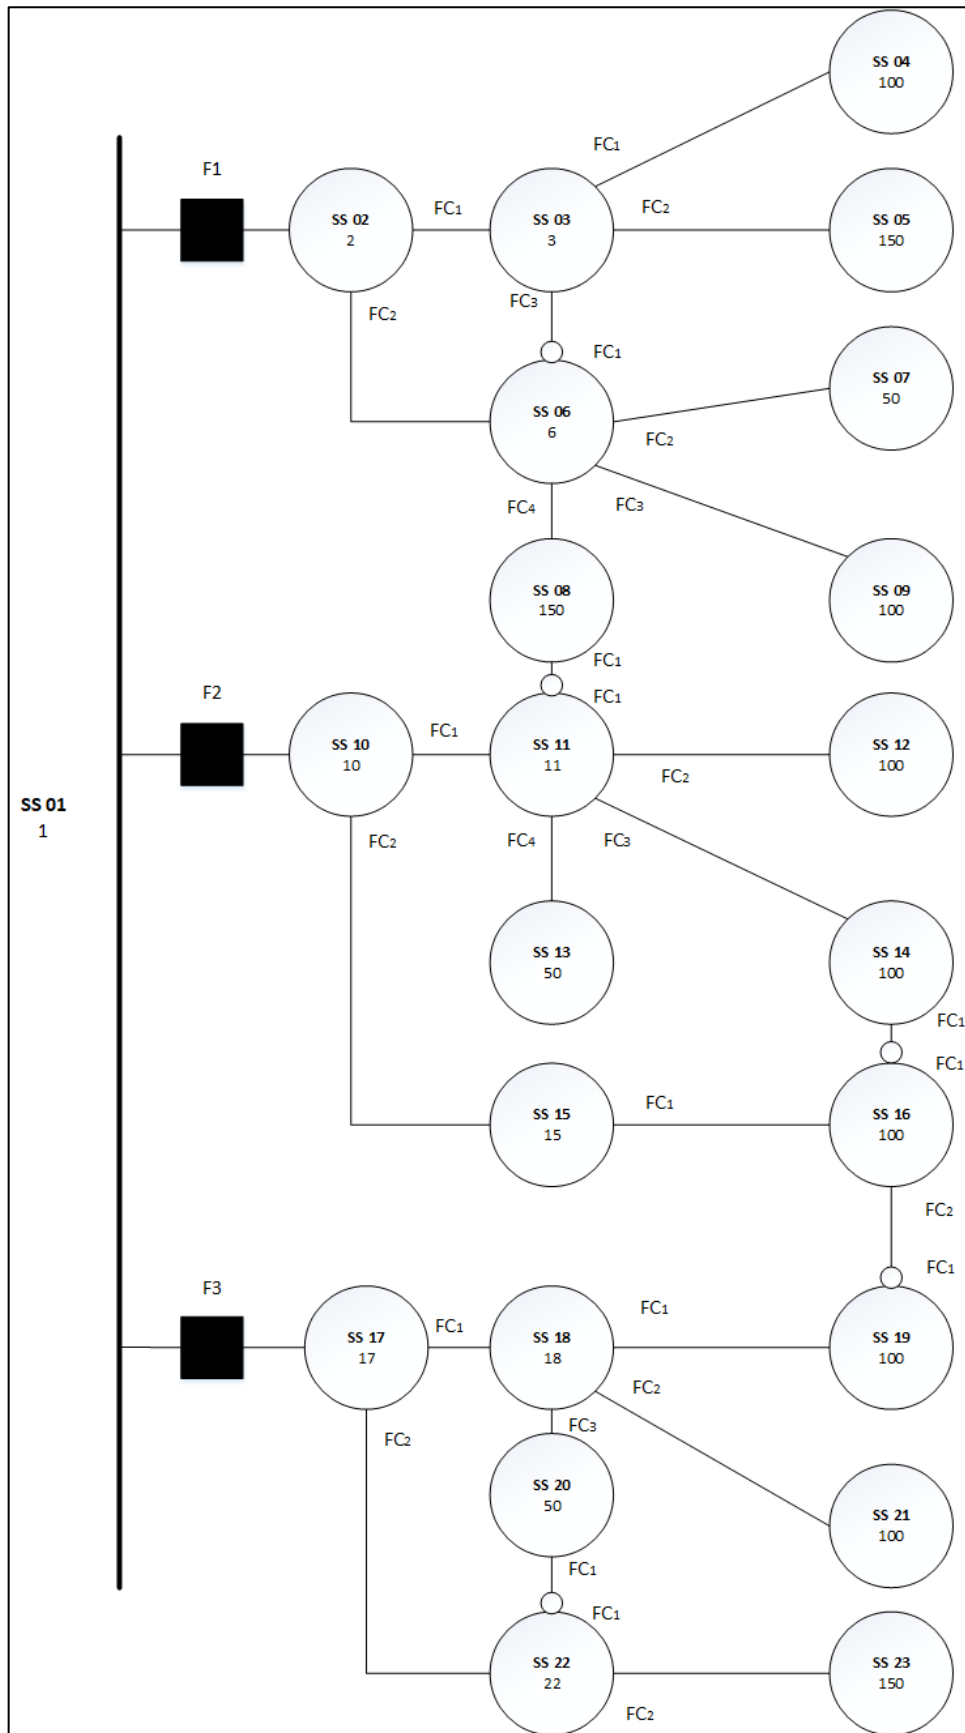 SS 04
100
F1
FC1
SS 02
2
FC1
SS 03
3
FC2
SS 05
150
FC2
FC3
FC1
SS 07
50
SS 06
6
FC2
FC4
FC3
SS 08
150
SS 09
100
FC1
F2
FC1
SS 10
10
FC1
SS 11
11
FC2
SS 12
100
SS 01
1
FC2
FC4
FC3
SS 13
50
SS 14
100
FC1
FC1
SS 15
15
FC1
SS 16
100
FC2
F3
FC1
SS 17
17
FC1
SS 18
18
FC1
SS 19
100
FC2
FC2
FC3
SS 20
50
SS 21
100
FC1
FC1
SS 22
22
FC2
SS 23
150